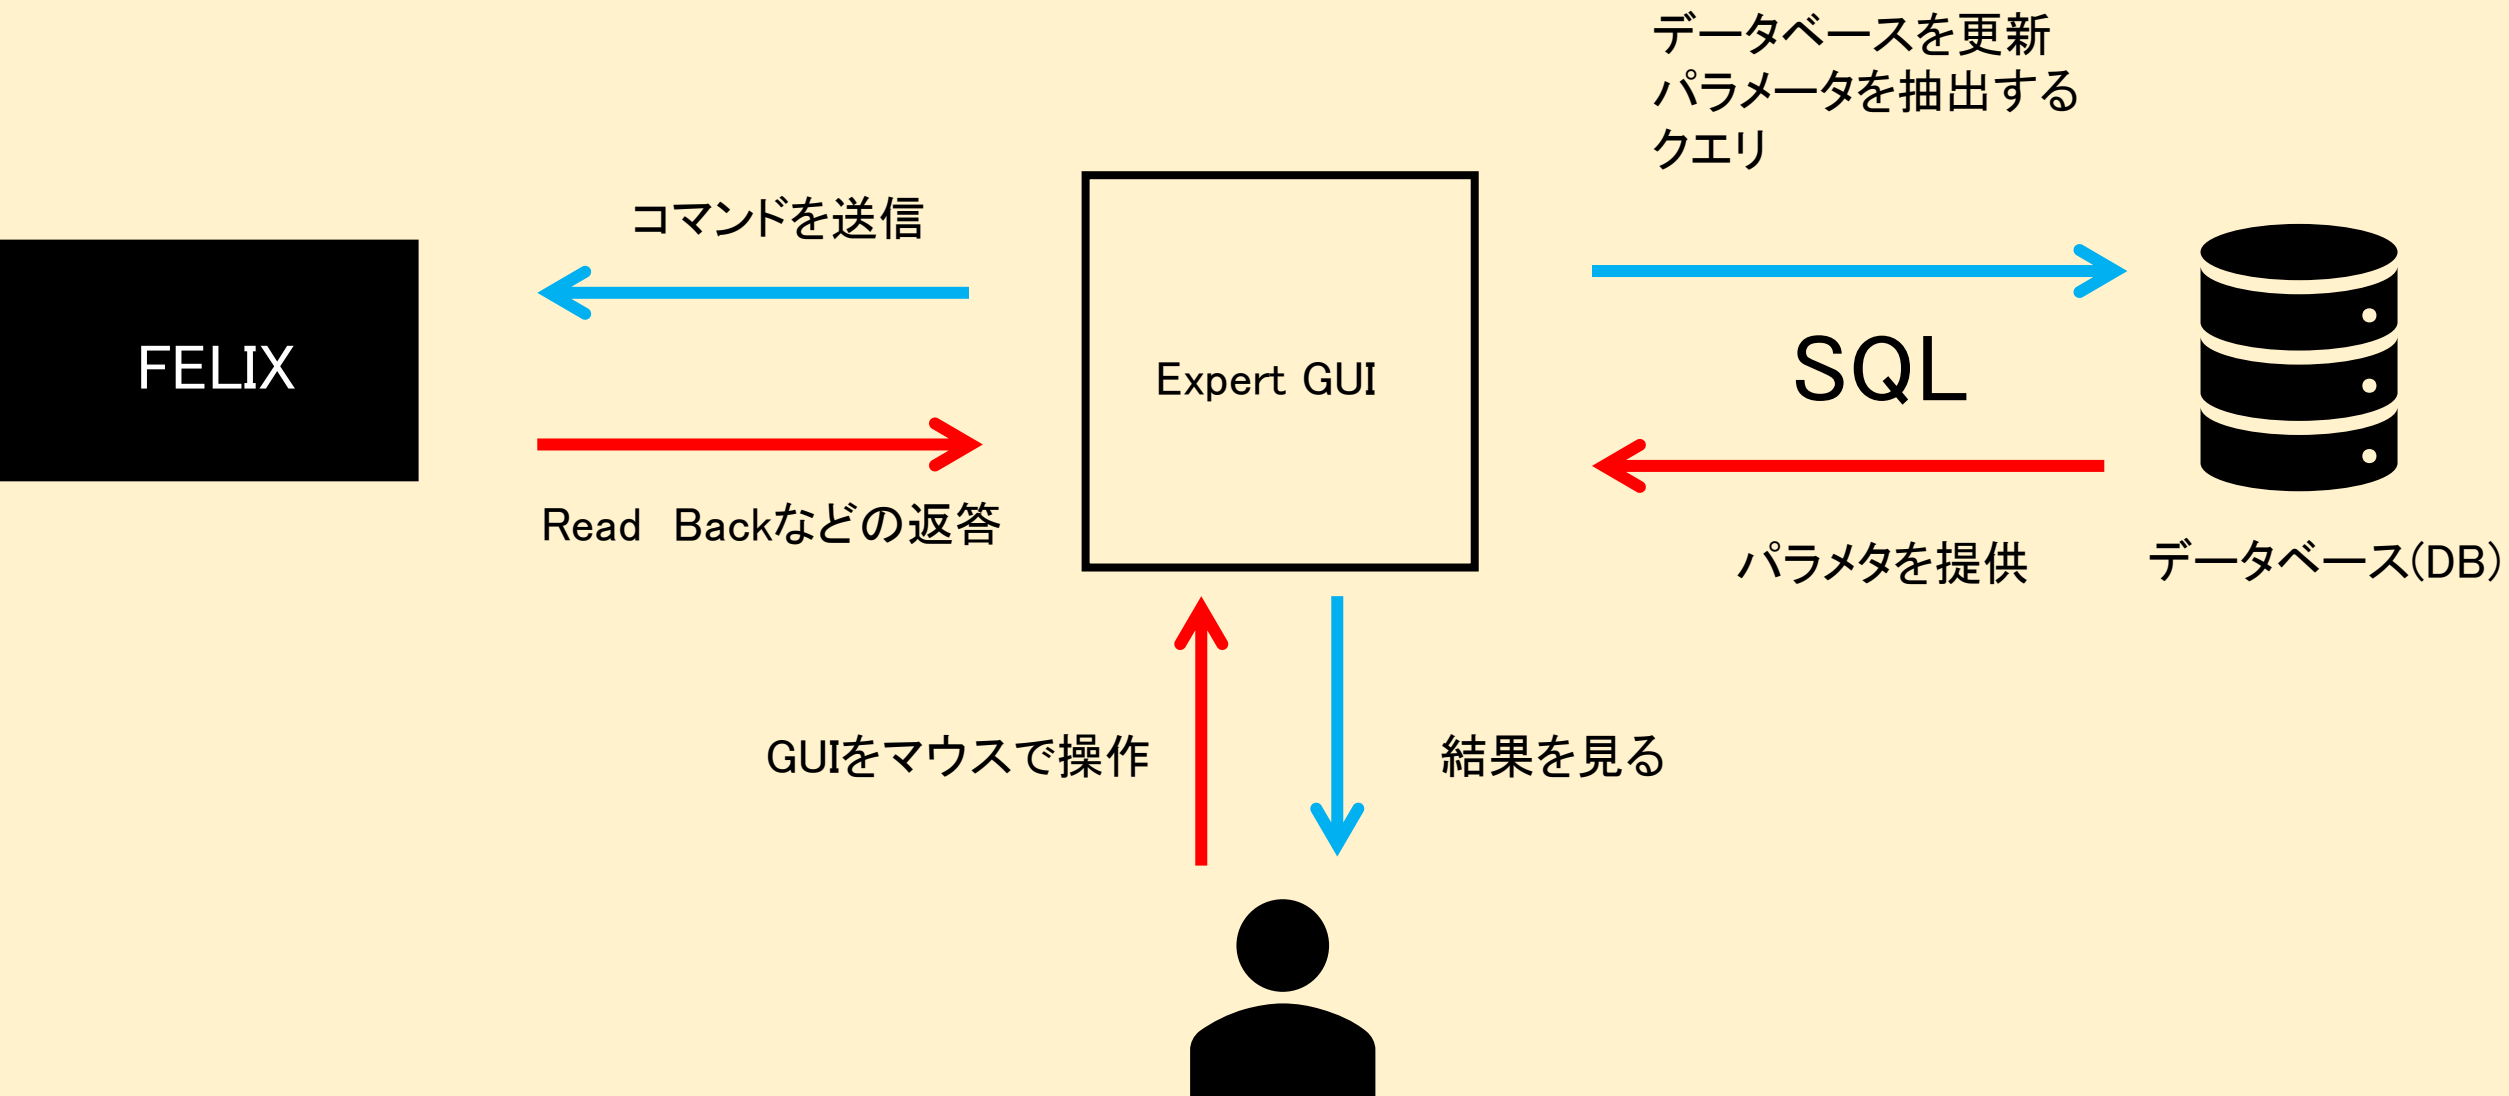 データベースを更新
パラメータを抽出する
クエリ
コマンドを送信
FELIX
Expert GUI
SQL
Read Backなどの返答
パラメタを提供
データベース(DB)
GUIをマウスで操作
結果を見る